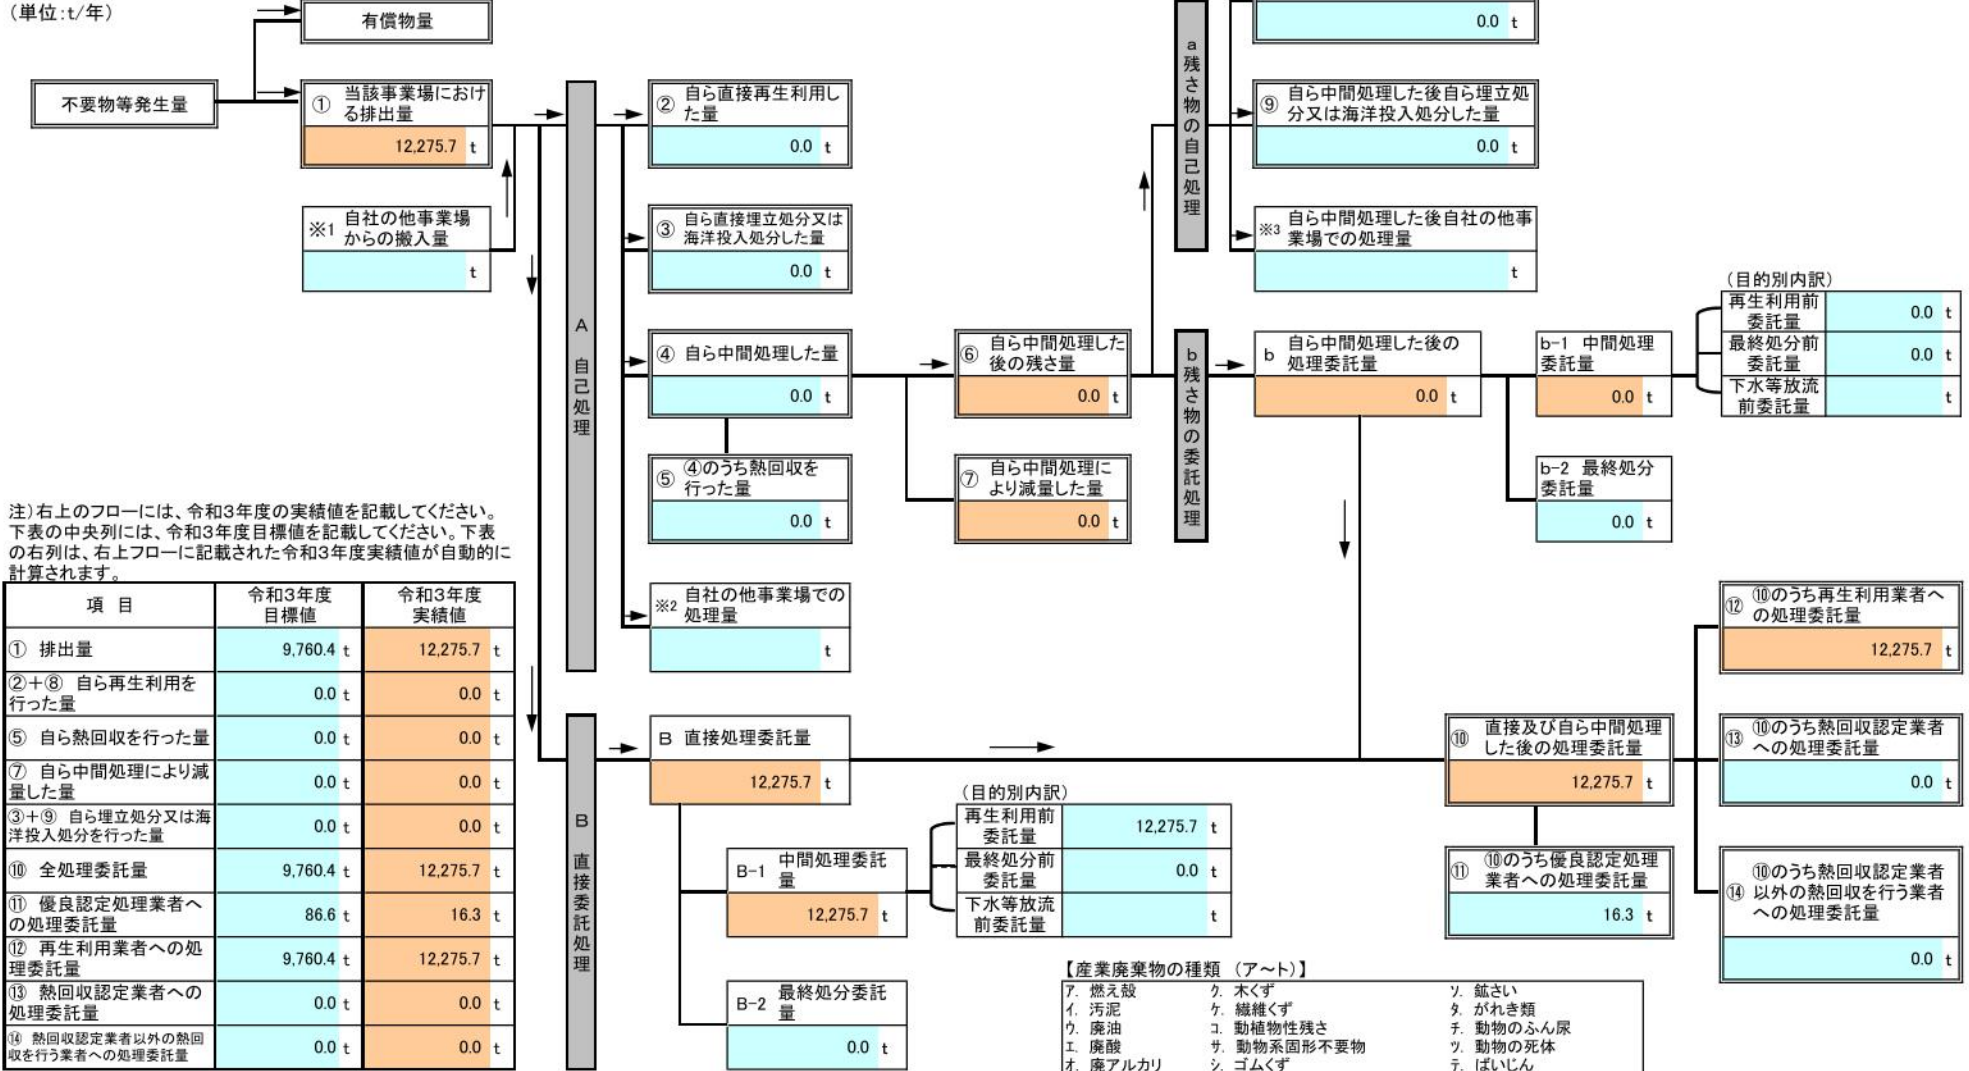 （単位:t/年）
有償物量
不要物等発生量
① 当該事業場におけ
る排出量
12,275.7 t
※1 自社の他事業場
からの搬入量
t
A 自己処理
② 自ら直接再生利用し
た量
0.0 t
③ 自ら直接埋立処分又は
海洋投入処分した量
0.0 t
④ 自ら中間処理した量
0.0 t
⑤ ④のうち熱回収を
行った量
0.0 t
※2 自社の他事業場での
処理量
t
⑥ 自ら中間処理した
後の残さ量
0.0 t
⑦ 自ら中間処理に
より減量した量
0.0 t
a 残さ物の自己処理
0.0 t
⑨ 自ら中間処理した後自ら埋立処
分又は海洋投入処分した量
0.0 t
※3 自ら中間処理した後自社の他事
業場での処理量
t
b 残さ物の委託処理
b 自ら中間処理した後の
処理委託量
0.0 t
b-1 中間処理
委託量
0.0 t
b-2 最終処分
委託量
0.0 t
（目的別内訳）
再生利用前
委託量
0.0 t
最終処分前
委託量
0.0 t
下水等放流
前委託量
t
注）右上のフローには、令和3年度の実績値を記載してください。
下表の中央列には、令和3年度目標値を記載してください。下表
の右列は、右上フローに記載された令和3年度実績値が自動的に
計算されます。
項 目
令和3年度
目標値
令和3年度
実績値
① 排出量
9,760.4 t 12,275.7 t
②＋⑧ 自ら再生利用を
行った量
0.0 t 0.0 t
⑤ 自ら熱回収を行った量
0.0 t 0.0 t
⑦ 自ら中間処理により減
量した量
0.0 t 0.0 t
③＋⑨ 自ら埋立処分又は海
洋投入処分を行った量
0.0 t 0.0 t
⑩ 全処理委託量
9,760.4 t 12,275.7 t
⑪ 優良認定処理業者へ
の処理委託量
86.6 t 16.3 t
⑫ 再生利用業者への処
理委託量
9,760.4 t 12,275.7 t
⑬ 熱回収認定業者への
処理委託量
0.0 t 0.0 t
⑭ 熱回収認定業者以外の熱回
収を行う業者への処理委託量
0.0 t 0.0 t
B 直接委託処理
B 直接処理委託量
12,275.7 t
B-1 中間処理委託
量
12,275.7 t
B-2 最終処分委託
量
0.0 t
（目的別内訳）
再生利用前
委託量
12,275.7 t
最終処分前
委託量
0.0 t
下水等放流
前委託量
t
⑩ 直接及び自ら中間処理
した後の処理委託量
12,275.7 t
⑪ ⑩のうち優良認定処理
業者への処理委託量
16.3 t
⑫ ⑩のうち再生利用業者へ
の処理委託量
12,275.7 t
⑬ ⑩のうち熱回収認定業者
への処理委託量
0.0 t
⑭ ⑩のうち熱回収認定業者
以外の熱回収を行う業者
への処理委託量
0.0 t
【産業廃棄物の種類 （ア～ト）】
ア. 燃え殻 ク. 木くず ソ. 鉱さい
イ. 汚泥 ケ. 繊維くず タ. がれき類
ウ. 廃油 コ. 動植物性残さ チ. 動物のふん尿
エ. 廃酸 サ. 動物系固形不要物 ツ. 動物の死体
オ. 廃アルカリ シ. ゴムくず テ. ばいじん